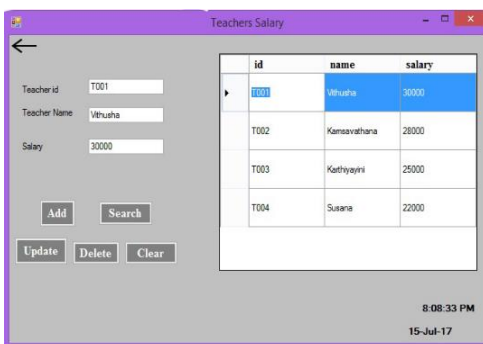 Teachers Salary
id name salary
Teacher id T001
Teacher Name Vithusha
Salary 30000
T001 Vithusha 30000
T002 Kamsavathana 28000
T003 Karthiyayini 25000
T004 Susana 22000
Add Search
Update Delete Clear
8:08:33 PM
15-Jul-17